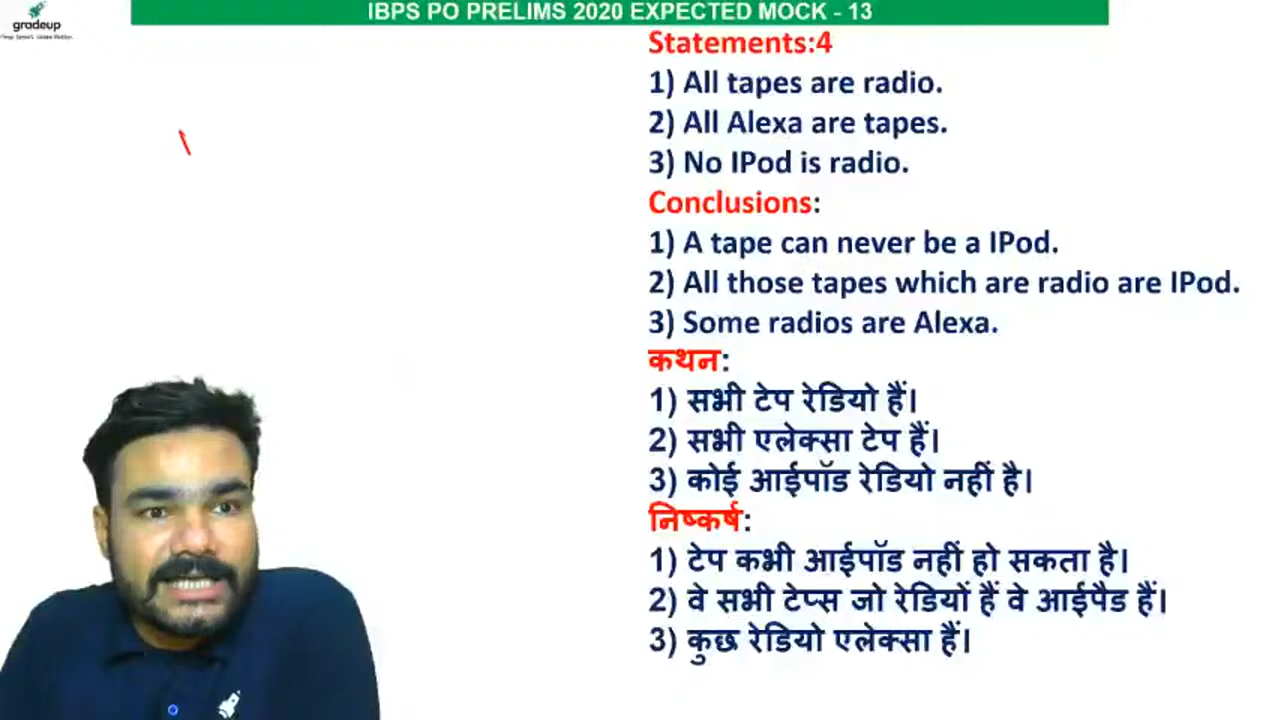 gradeup
IBPS PO PRELIMS 2020 EXPECTED MOCK - 13
Statements:4
1) All tapes are radio.
2) All Alexa are tapes.
3) No IPod is radio.
Conclusions:
1) A tape can never be a IPod.
2) All those tapes which are radio are IPod.
3) Some radios are Alexa.
कथन:
1) सभी टेप रेडियो हैं।
2) सभी एलेक्सा टेप हैं।
3) कोई आईपॉड रेडियो नहीं है।
निष्कर्ष:
1) टेप कभी आईपॉड नहीं हो सकता है।
2) वे सभी टेप्स जो रेडियों हैं वे आईपैड हैं।
3) कुछ रेडियो एलेक्सा हैं।